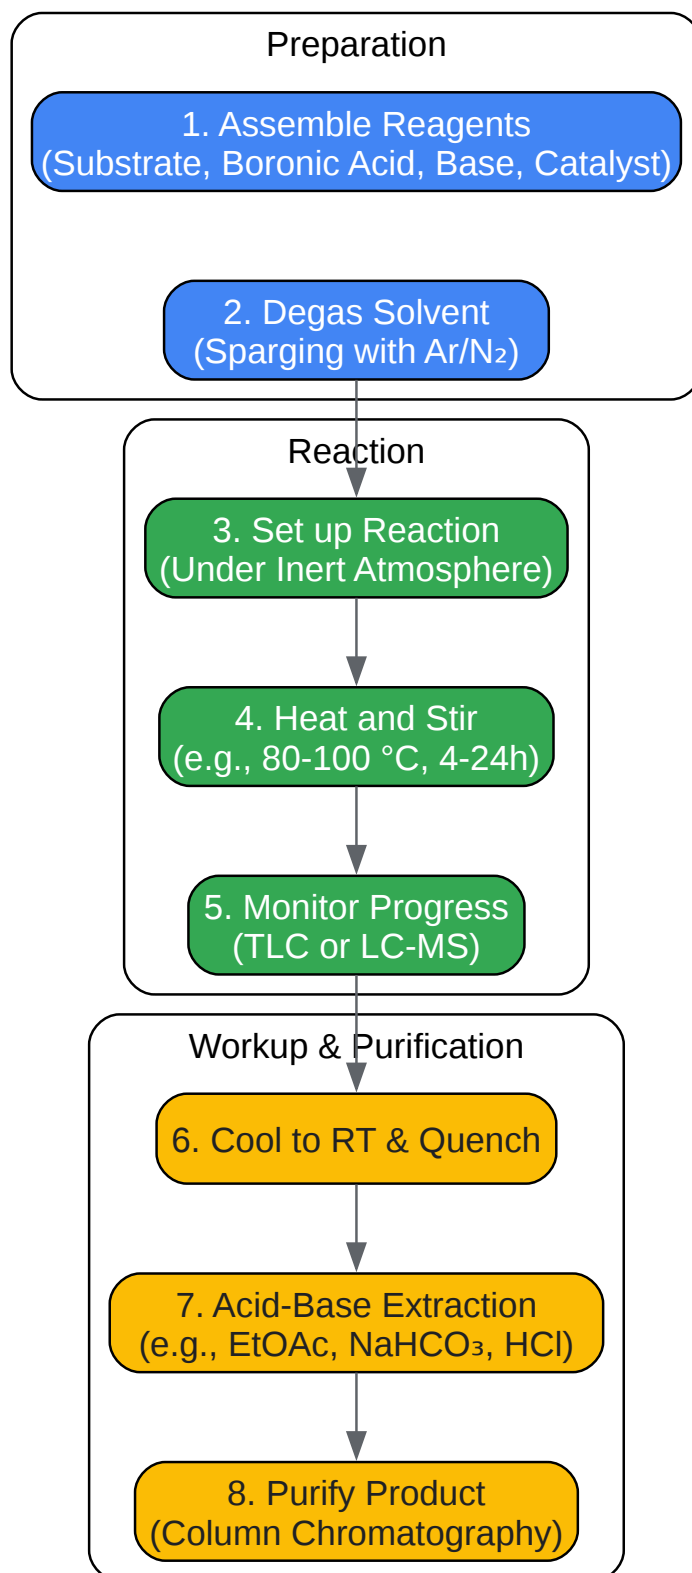 Preparation
1. Assemble Reagents
(Substrate, Boronic Acid, Base, Catalyst)
2. Degas Solvent
(Sparging with Ar/N₂)
Reaction
3. Set up Reaction
(Under Inert Atmosphere)
4. Heat and Stir
(e.g., 80-100 °C, 4-24h)
5. Monitor Progress
(TLC or LC-MS)
Workup & Purification
6. Cool to RT & Quench
7. Acid-Base Extraction
(e.g., EtOAc, NaHCO₃, HCl)
8. Purify Product
(Column Chromatography)